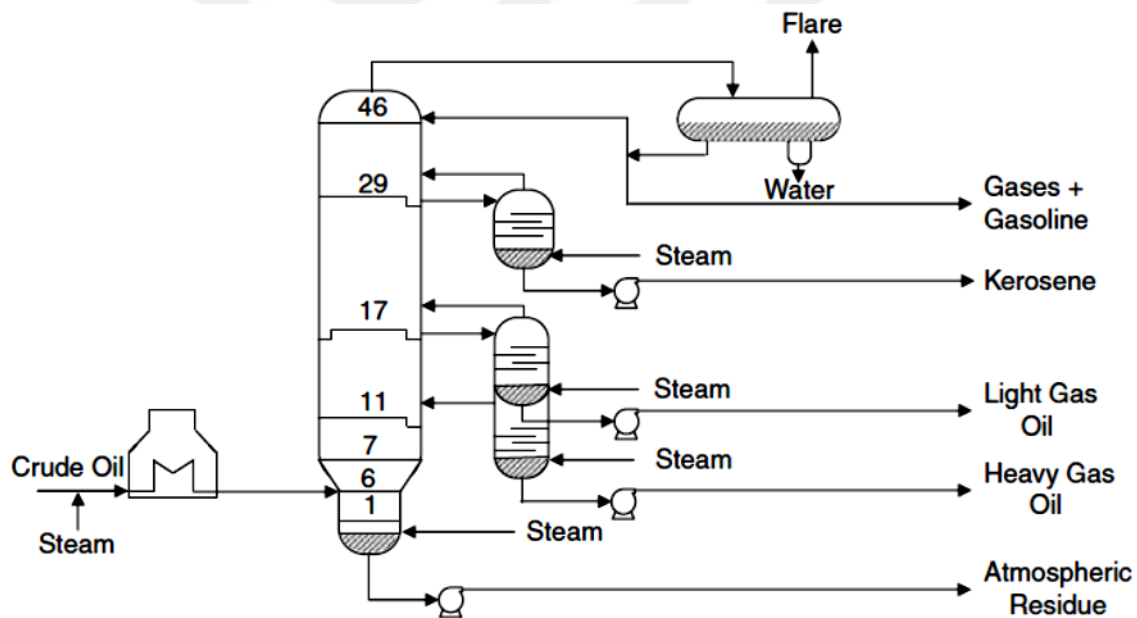 Flare
46
29
Water
Gases +
Gasoline
Steam
Kerosene
17
Steam
11
Light Gas
Oil
7
Steam
Crude Oil
6
Heavy Gas
Oil
1
Steam
Steam
Atmospheric
Residue